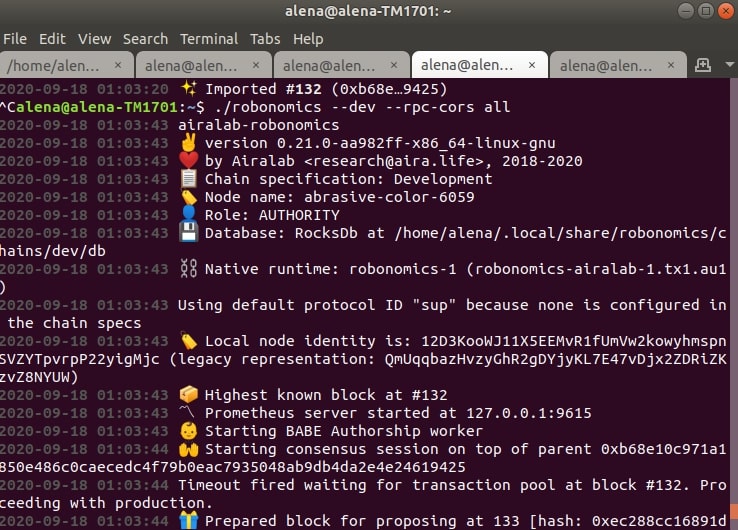 alena@alena-TM1701: ~
File Edit View Search Terminal Tabs Help
/home/alen... × alena@alen... × alena@alen... × alena@alen... × alena@alen... ×
2020-09-18 01:03:20 ✨ Imported #132 (0xb68e…9425)
^Calena@alena-TM1701:~$ ./robonomics --dev --rpc-cors all
2020-09-18 01:03:43 airalab-robonomics
2020-09-18 01:03:43 ✌️ version 0.21.0-aa982ff-x86_64-linux-gnu
2020-09-18 01:03:43 ❤️ by Airalab <research@aira.life>, 2018-2020
2020-09-18 01:03:43 📋 Chain specification: Development
2020-09-18 01:03:43 🏷 Node name: abrasive-color-6059
2020-09-18 01:03:43 👤 Role: AUTHORITY
2020-09-18 01:03:43 💾 Database: RocksDb at /home/alena/.local/share/robonomics/c
hains/dev/db
2020-09-18 01:03:43 ⛓ Native runtime: robonomics-1 (robonomics-airalab-1.tx1.au1
)
2020-09-18 01:03:43 Using default protocol ID "sup" because none is configured in
the chain specs
2020-09-18 01:03:43 🏷 Local node identity is: 12D3KooWJ11X5EEMvR1fUmVw2kowyhmspn
SVZYTpvrpP22yigMjc (legacy representation: QmUqqbazHvzyGhR2gDYjyKL7E47vDjx2ZDRiZK
zvZ8NYUW)
2020-09-18 01:03:43 📦 Highest known block at #132
2020-09-18 01:03:43 〽️ Prometheus server started at 127.0.0.1:9615
2020-09-18 01:03:43 👶 Starting BABE Authorship worker
2020-09-18 01:03:44 🙌 Starting consensus session on top of parent 0xb68e10c971a1
850e486c0caecedc4f79b0eac7935048ab9db4da2e4e24619425
2020-09-18 01:03:44 Timeout fired waiting for transaction pool at block #132. Pro
ceeding with production.
2020-09-18 01:03:44 🎁 Prepared block for proposing at 133 [hash: 0xec288cc16891d